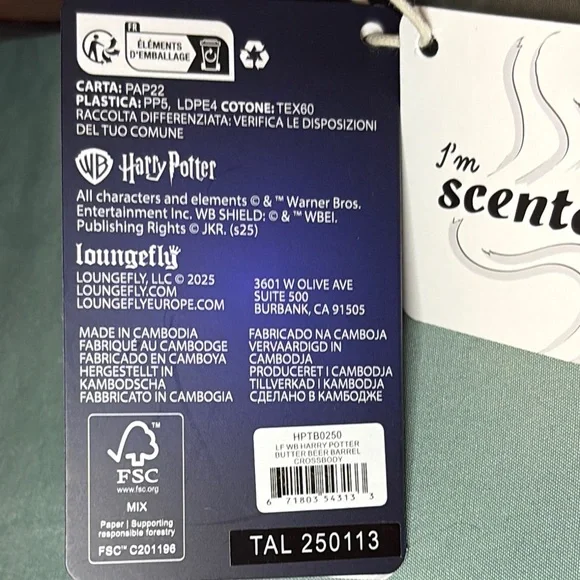 FR
ÉLÉMENTS
D'EMBALLAGE
CARTA: PAP22
PLASTICA: PP5, LDPE4 COTONE: TEX60
RACCOLTA DIFFERENZIATA: VERIFICA LE DISPOSIZIONI
DEL TUO COMUNE
WB Harry Potter
All characters and elements © & ™ Warner Bros.
Entertainment Inc. WB SHIELD: © & ™ WBEI.
Publishing Rights © JKR. (s25)
loungefly
LOUNGEFLY, LLC © 2025
LOUNGEFLY.COM
LOUNGEFLYEUROPE.COM
3601 W OLIVE AVE
SUITE 500
BURBANK, CA 91505
MADE IN CAMBODIA
FABRIQUÉ AU CAMBODGE
FABRICADO EN CAMBOYA
HERGESTELLT IN
KAMBODSCHA
FABBRICATO IN CAMBOGIA
FABRICADO NA CAMBOJA
VERVAARDIGD IN
CAMBODJA
PRODUCERET I CAMBODJA
TILLVERKAD I KAMBODJA
СДЕЛАНО В КАМБОДЖЕ
FSC™
www.fsc.org
MIX
Paper | Supporting
responsible forestry
FSC™ C201196
HPTB0250
LF WB HARRY POTTER
BUTTER BEER BARREL
CROSSBODY
6 71803 54313 3
TAL 250113
I'm